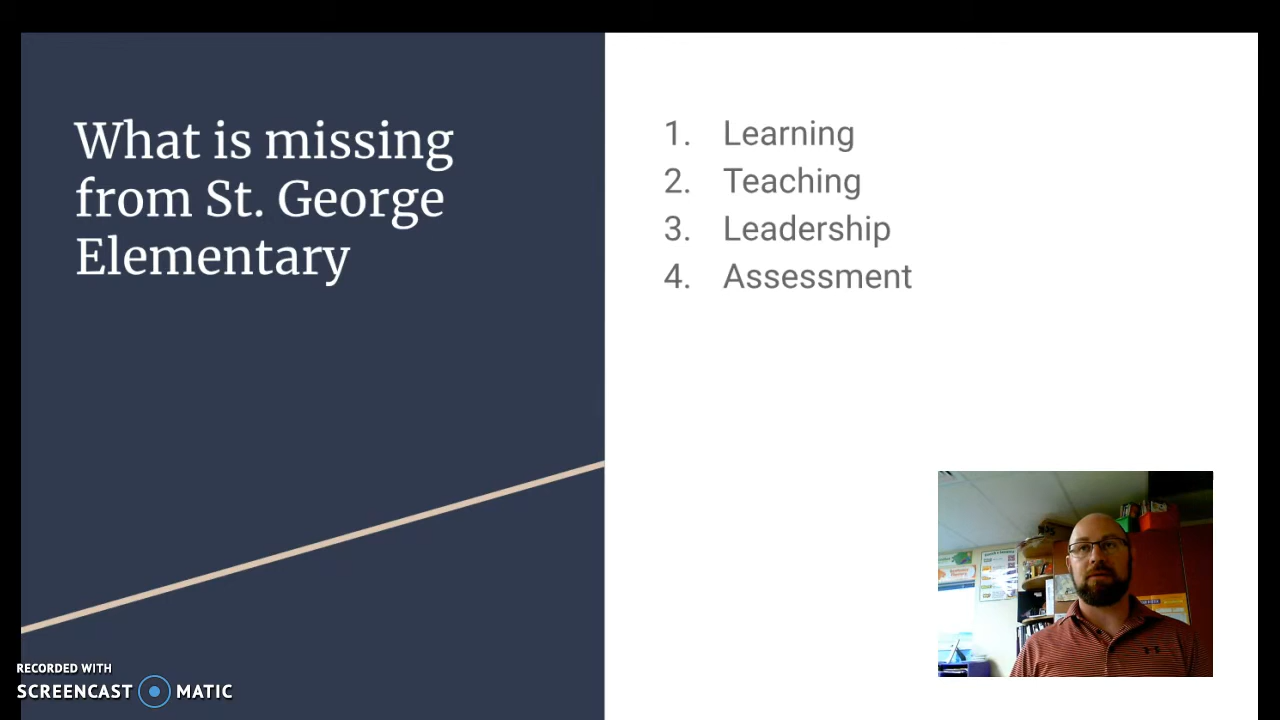 What is missing
from St. George
Elementary
1. Learning
2. Teaching
3. Leadership
4. Assessment
RECORDED WITH
SCREENCAST MATIC